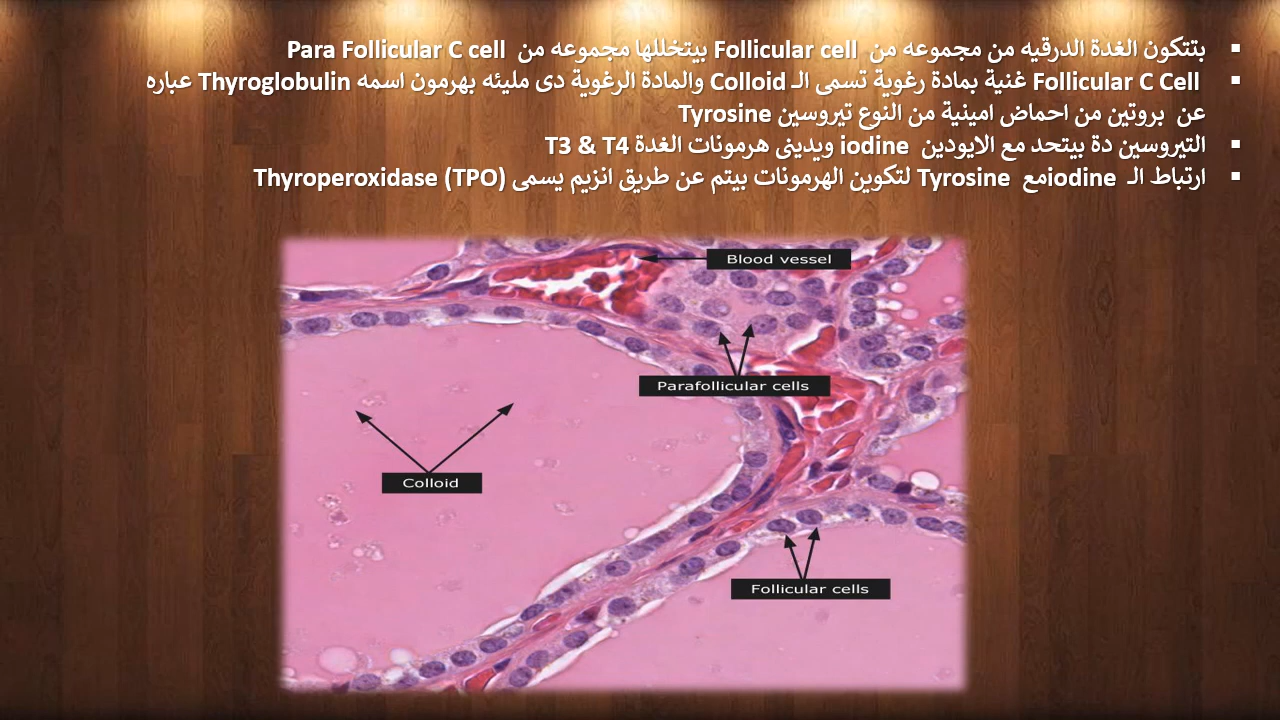 ▪ بتتكون الغدة الدرقيه من مجموعه من Follicular cell بيتخللها مجموعه من Para Follicular C cell
▪ Follicular C Cell غنية بمادة رغوية تسمى الـ Colloid والمادة الرغوية دى مليئه بهرمون اسمه Thyroglobulin عباره
عن بروتين من احماض امينية من النوع تيروسين Tyrosine
▪ التيروسين دة بيتحد مع الايودين iodine ويدينى هرمونات الغدة T3 & T4
▪ ارتباط الـ iodineمع Tyrosine لتكوين الهرمونات بيتم عن طريق انزيم يسمى Thyroperoxidase (TPO)
Blood vessel
Parafollicular cells
Colloid
Follicular cells